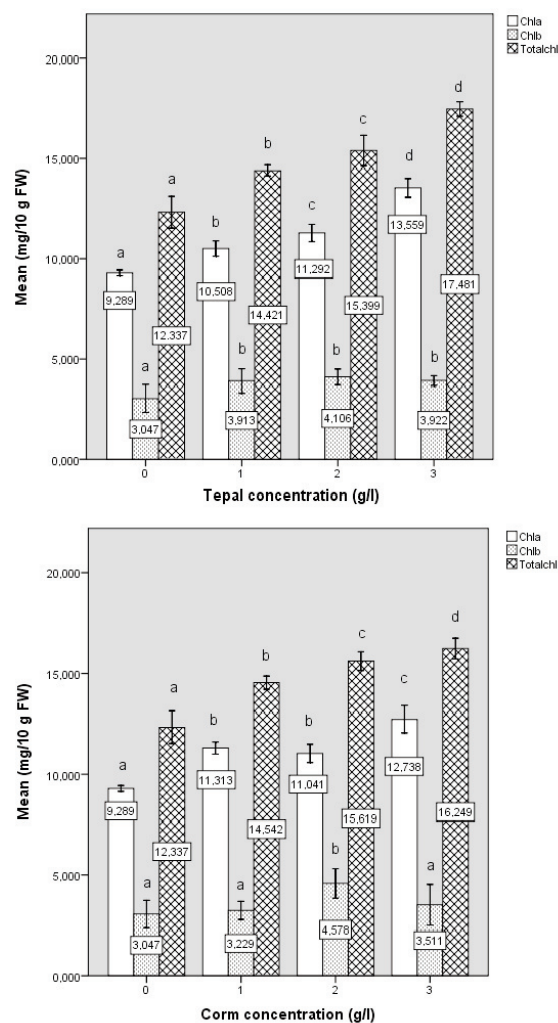 Chla
Chlb
Totalchl
Mean (mg/10 g FW)
20,000
15,000
10,000
5,000
0,000
a
a
a
b
b
b
c
b
c
d
b
d
9,289
3,047
12,337
10,508
3,913
14,421
11,292
4,106
15,399
13,559
3,922
17,481
0 1 2 3
Tepal concentration (g/l)
Chla
Chlb
Totalchl
Mean (mg/10 g FW)
20,000
15,000
10,000
5,000
0,000
a
a
a
b
a
b
b
b
c
c
a
d
9,289
3,047
12,337
11,313
3,229
14,542
11,041
4,578
15,619
12,738
3,511
16,249
0 1 2 3
Corm concentration (g/l)